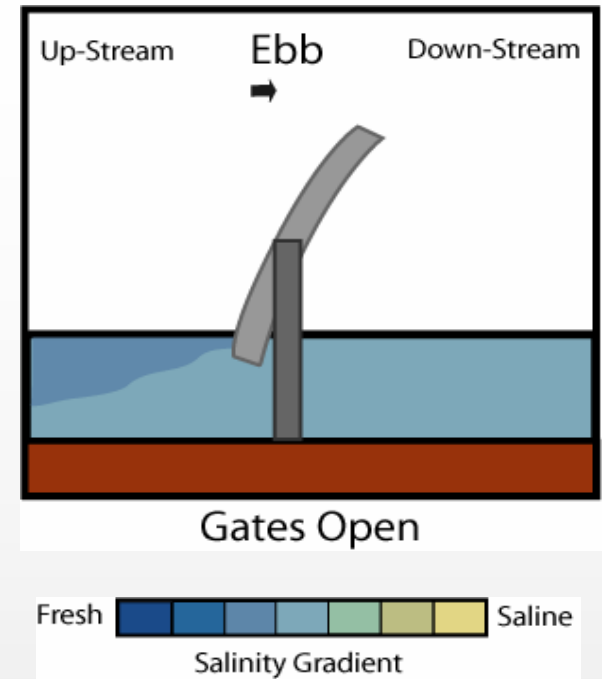 Up-Stream Ebb Down-Stream
Gates Open
Fresh Saline
Salinity Gradient